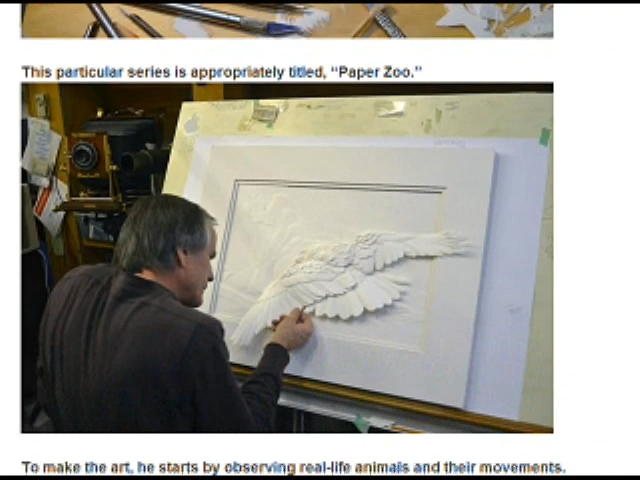 This particular series is appropriately titled, “Paper Zoo.”
To make the art, he starts by observing real-life animals and their movements.